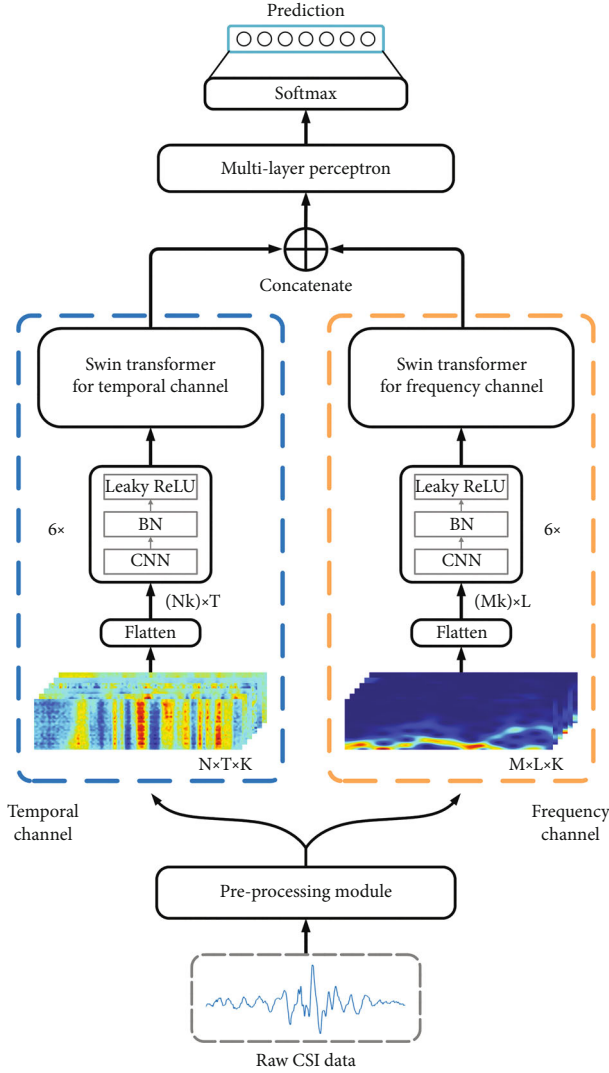 Prediction
Softmax
Multi-layer perceptron
Concatenate
Swin transformer
for temporal channel
Swin transformer
for frequency channel
Leaky ReLU
BN
CNN
6×
Leaky ReLU
BN
CNN
6×
(Nk)×T
(Mk)×L
Flatten
Flatten
N×T×K
M×L×K
Temporal
channel
Frequency
channel
Pre-processing module
Raw CSI data